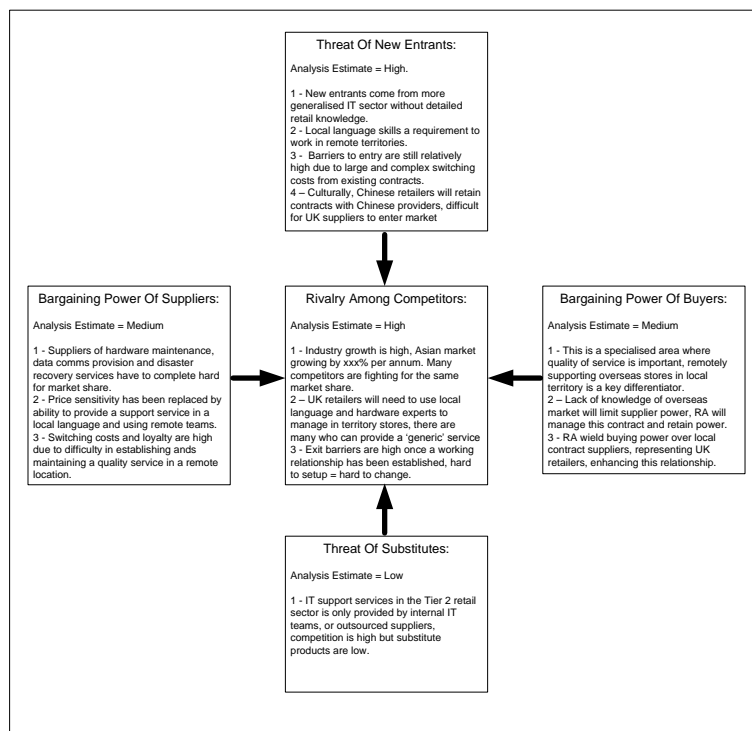 Threat Of New Entrants:
Analysis Estimate = High.
1 - New entrants come from more
generalised IT sector without detailed
retail knowledge.
2 - Local language skills a requirement to
work in remote territories.
3 -  Barriers to entry are still relatively
high due to large and complex switching
costs from existing contracts.
4 – Culturally, Chinese retailers will retain
contracts with Chinese providers, difficult
for UK suppliers to enter market
Bargaining Power Of Suppliers:
Analysis Estimate = Medium
1 - Suppliers of hardware maintenance,
data comms provision and disaster
recovery services have to complete hard
for market share.
2 - Price sensitivity has been replaced by
ability to provide a support service in a
local language and using remote teams.
3 - Switching costs and loyalty are high
due to difficulty in establishing ands
maintaining a quality service in a remote
location.
Rivalry Among Competitors:
Analysis Estimate = High
1 - Industry growth is high, Asian market
growing by xxx% per annum. Many
competitors are fighting for the same
market share.
2 – UK retailers will need to use local
language and hardware experts to
manage in territory stores, there are
many who can provide a ‘generic’ service
3 - Exit barriers are high once a working
relationship has been established, hard
to setup = hard to change.
Bargaining Power Of Buyers:
Analysis Estimate = Medium
1 - This is a specialised area where
quality of service is important, remotely
supporting overseas stores in local
territory is a key differentiator.
2 – Lack of knowledge of overseas
market will limit supplier power, RA will
manage this contract and retain power.
3 - RA wield buying power over local
contract suppliers, representing UK
retailers, enhancing this relationship.
Threat Of Substitutes:
Analysis Estimate = Low
1 - IT support services in the Tier 2 retail
sector is only provided by internal IT
teams, or outsourced suppliers,
competition is high but substitute
products are low.